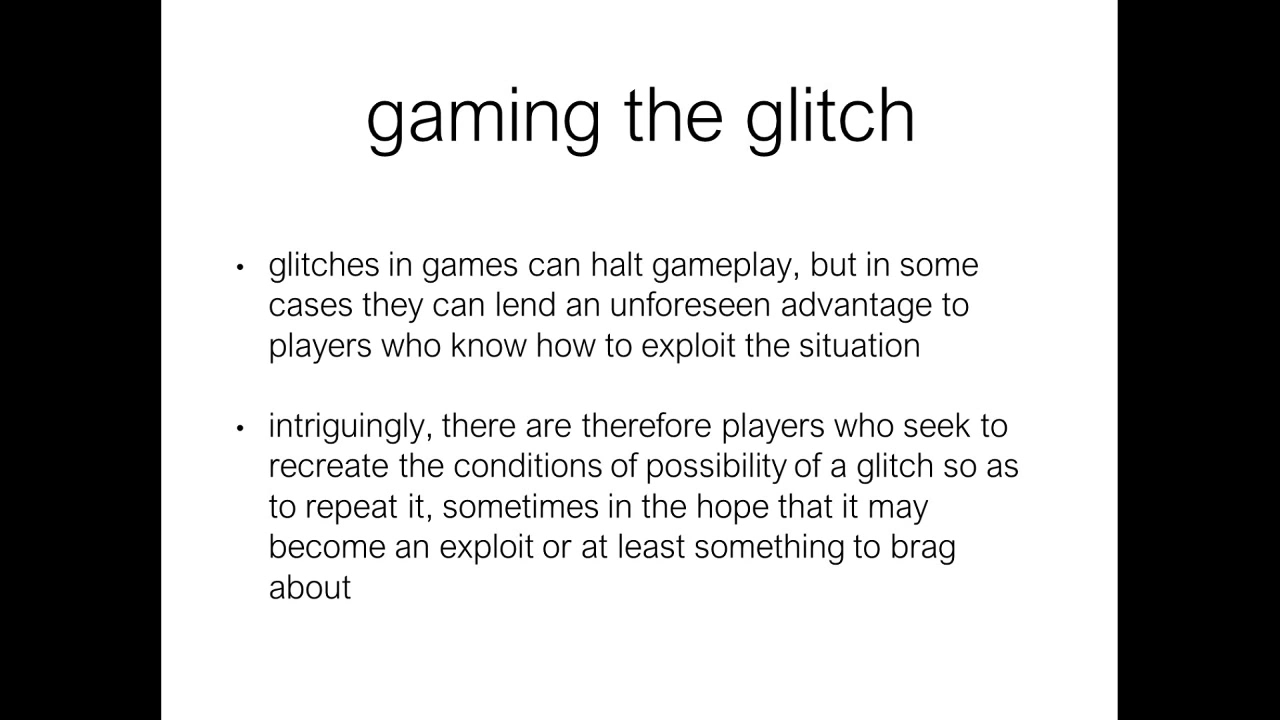 gaming the glitch
• glitches in games can halt gameplay, but in some
cases they can lend an unforeseen advantage to
players who know how to exploit the situation
• intriguingly, there are therefore players who seek to
recreate the conditions of possibility of a glitch so as
to repeat it, sometimes in the hope that it may
become an exploit or at least something to brag
about